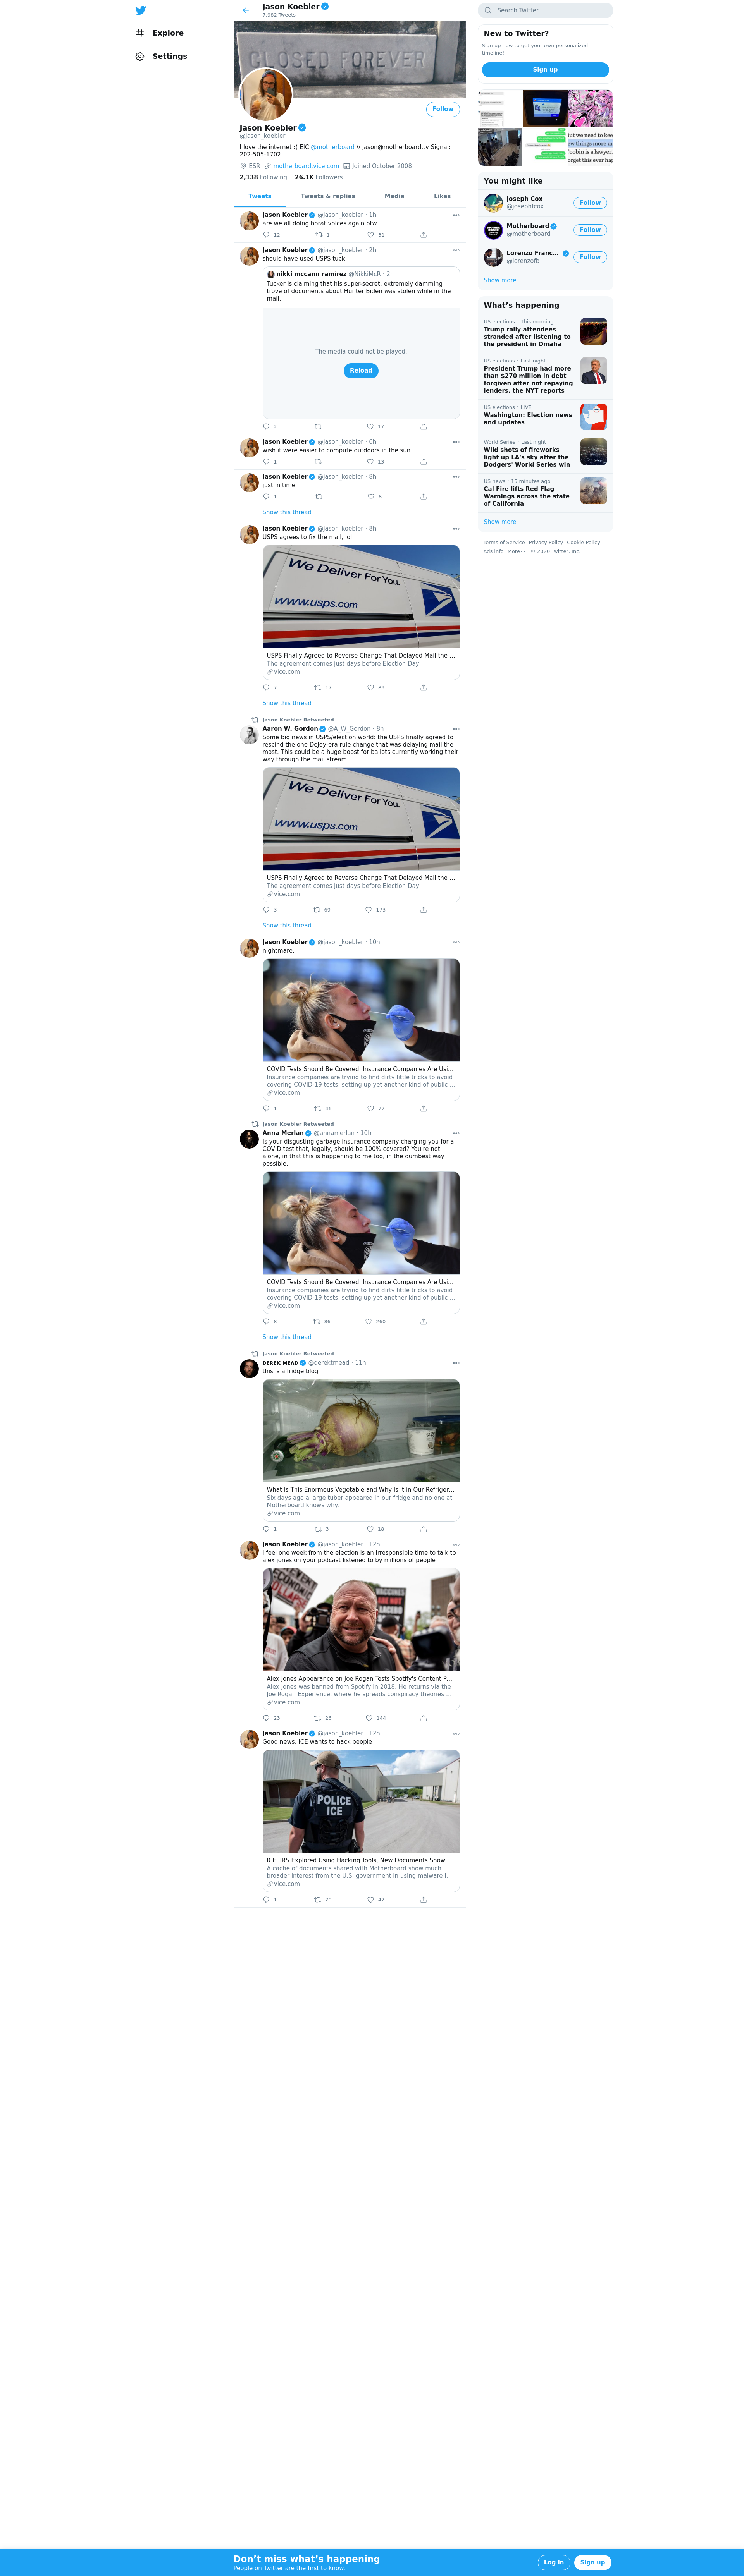 Explore
Settings
Jason Koebler
7,982 Tweets
CLOSED FOREVER
Follow
Jason Koebler
@jason_koebler
I love the internet :( EIC @motherboard // jason@motherboard.tv Signal:
202-505-1702
ESR motherboard.vice.com Joined October 2008
2,138 Following 26.1K Followers
Tweets Tweets & replies Media Likes
Jason Koebler @jason_koebler · 1h
are we all doing borat voices again btw
12 1 31
Jason Koebler @jason_koebler · 2h
should have used USPS tuck
nikki mccann ramírez @NikkiMcR · 2h
Tucker is claiming that his super-secret, extremely damning
trove of documents about Hunter Biden was stolen while in the
mail.
The media could not be played.
Reload
2 17
Jason Koebler @jason_koebler · 6h
wish it were easier to compute outdoors in the sun
1 13
Jason Koebler @jason_koebler · 8h
just in time
1 8
Show this thread
Jason Koebler @jason_koebler · 8h
USPS agrees to fix the mail, lol
We Deliver For You.
www.usps.com
USPS Finally Agreed to Reverse Change That Delayed Mail the ...
The agreement comes just days before Election Day
vice.com
7 17 89
Show this thread
Jason Koebler Retweeted
Aaron W. Gordon @A_W_Gordon · 8h
Some big news in USPS/election world: the USPS finally agreed to
rescind the one DeJoy-era rule change that was delaying mail the
most. This could be a huge boost for ballots currently working their
way through the mail stream.
We Deliver For You.
www.usps.com
USPS Finally Agreed to Reverse Change That Delayed Mail the ...
The agreement comes just days before Election Day
vice.com
3 69 173
Show this thread
Jason Koebler @jason_koebler · 10h
nightmare:
COVID Tests Should Be Covered. Insurance Companies Are Usi...
Insurance companies are trying to find dirty little tricks to avoid
covering COVID-19 tests, setting up yet another kind of public ...
vice.com
1 46 77
Jason Koebler Retweeted
Anna Merlan @annamerlan · 10h
Is your disgusting garbage insurance company charging you for a
COVID test that, legally, should be 100% covered? You're not
alone, in that this is happening to me too, in the dumbest way
possible:
COVID Tests Should Be Covered. Insurance Companies Are Usi...
Insurance companies are trying to find dirty little tricks to avoid
covering COVID-19 tests, setting up yet another kind of public ...
vice.com
8 86 260
Show this thread
Jason Koebler Retweeted
DEREK MEAD @derektmead · 11h
this is a fridge blog
What Is This Enormous Vegetable and Why Is It in Our Refriger...
Six days ago a large tuber appeared in our fridge and no one at
Motherboard knows why.
vice.com
1 3 18
Jason Koebler @jason_koebler · 12h
i feel one week from the election is an irresponsible time to talk to
alex jones on your podcast listened to by millions of people
Alex Jones Appearance on Joe Rogan Tests Spotify's Content P...
Alex Jones was banned from Spotify in 2018. He returns via the
Joe Rogan Experience, where he spreads conspiracy theories ...
vice.com
23 26 144
Jason Koebler @jason_koebler · 12h
Good news: ICE wants to hack people
POLICE
ICE
ICE, IRS Explored Using Hacking Tools, New Documents Show
A cache of documents shared with Motherboard show much
broader interest from the U.S. government in using malware i...
vice.com
1 20 42
Search Twitter
New to Twitter?
Sign up now to get your own personalized
timeline!
Sign up
but we need to kee
ew things more us
oobin is a lawyer.
orget this ever hap
You might like
Joseph Cox
@josephfcox
Follow
Motherboard
@motherboard
Follow
Lorenzo Franc...
@lorenzofb
Follow
Show more
What's happening
US elections · This morning
Trump rally attendees
stranded after listening to
the president in Omaha
US elections · Last night
President Trump had more
than $270 million in debt
forgiven after not repaying
lenders, the NYT reports
US elections · LIVE
Washington: Election news
and updates
World Series · Last night
Wild shots of fireworks
light up LA's sky after the
Dodgers' World Series win
US news · 15 minutes ago
Cal Fire lifts Red Flag
Warnings across the state
of California
Show more
Terms of Service Privacy Policy Cookie Policy
Ads info More © 2020 Twitter, Inc.
Don't miss what's happening
People on Twitter are the first to know.
Log in Sign up